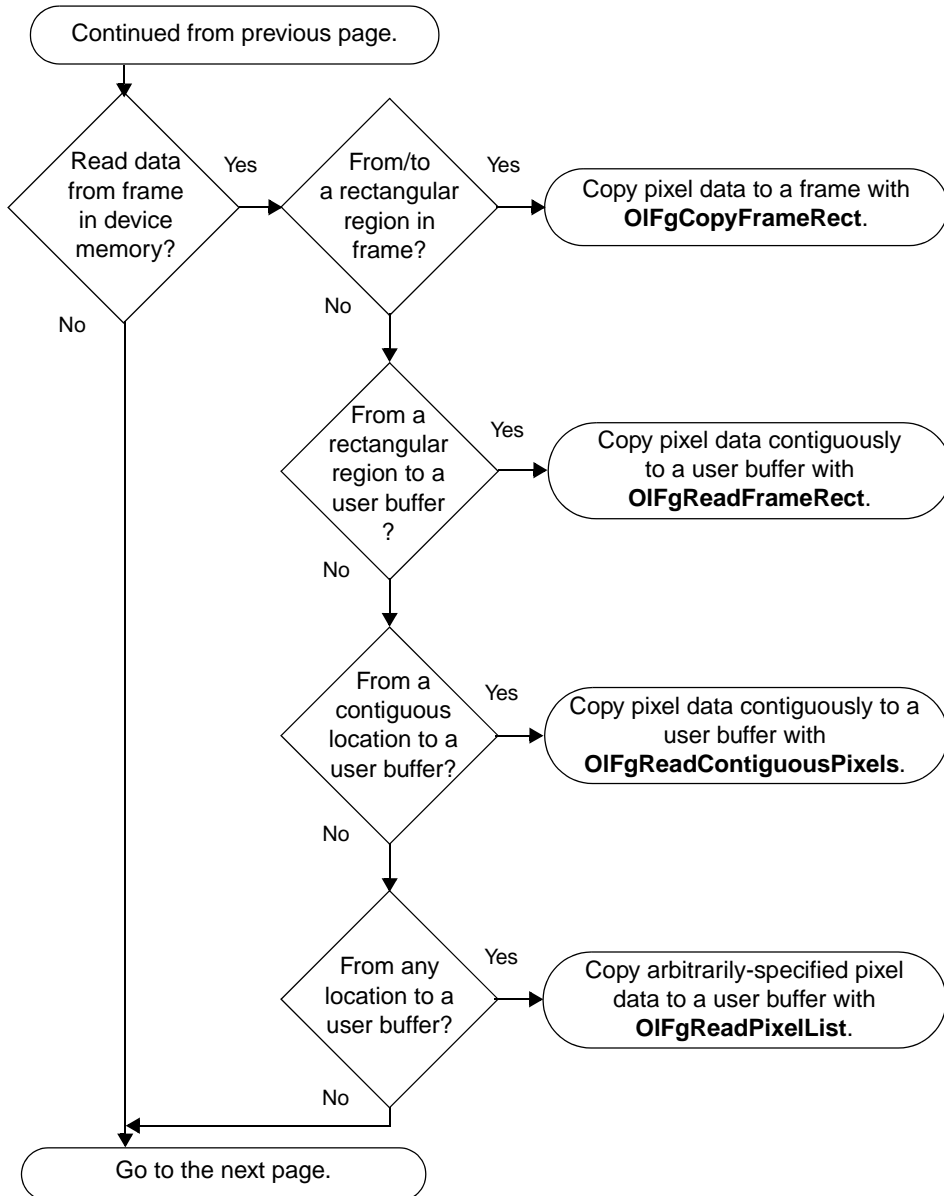 Continued from previous page.
Read data
from frame
in device
memory?
Yes
No
From/to
a rectangular
region in
frame?
Yes
No
Copy pixel data to a frame with
OlFgCopyFrameRect.
From a
rectangular
region to a
user buffer
?
Yes
No
Copy pixel data contiguously
to a user buffer with
OlFgReadFrameRect.
From a
contiguous
location to a
user buffer?
Yes
No
Copy pixel data contiguously to a
user buffer with
OlFgReadContiguousPixels.
From any
location to a
user buffer?
Yes
No
Copy arbitrarily-specified pixel
data to a user buffer with
OlFgReadPixelList.
Go to the next page.